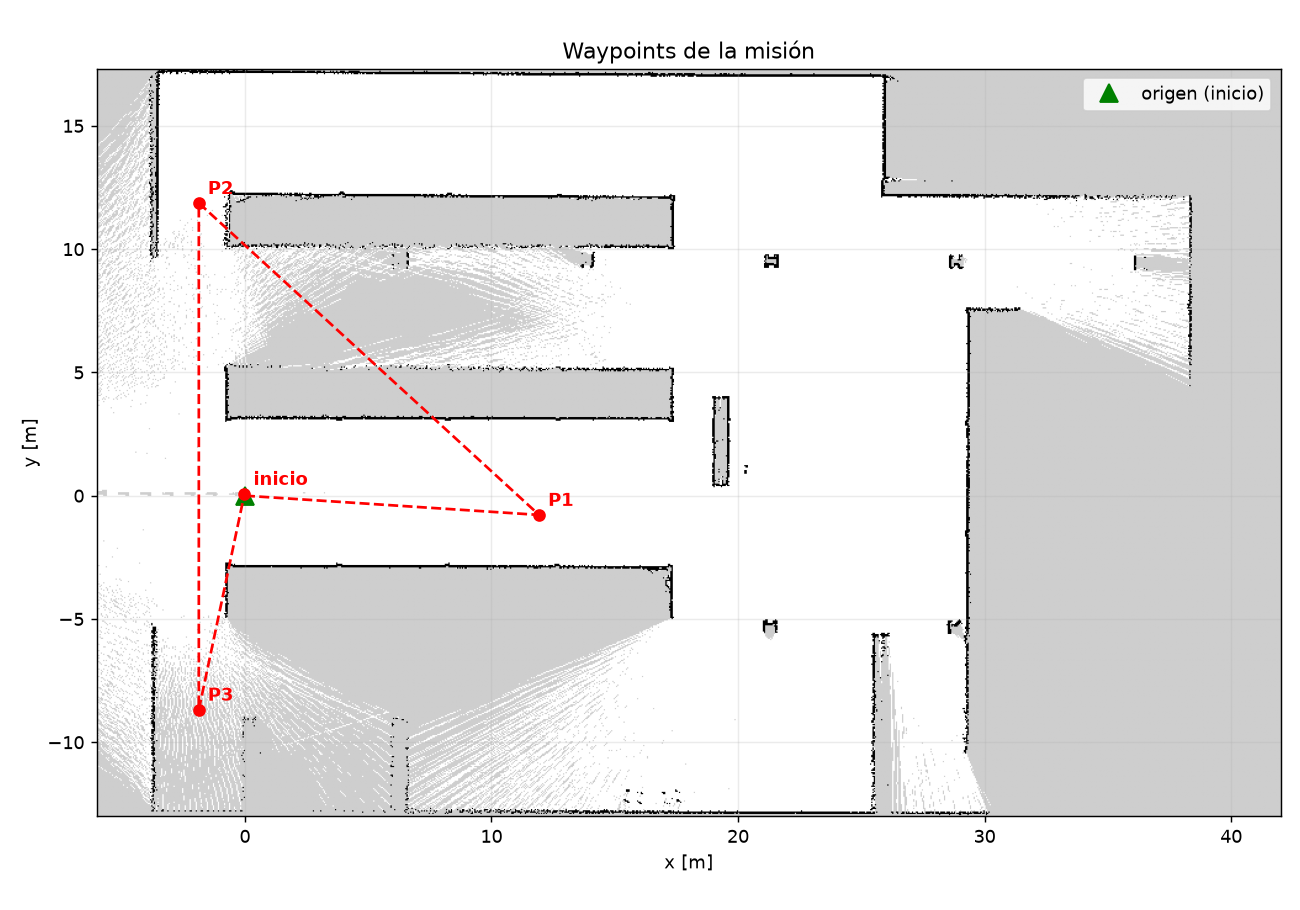 Waypoints de la misión
origen (inicio)
15
P2
10
5
y [m]
inicio
0
P1
−5
P3
−10
0
10
20
30
40
x [m]